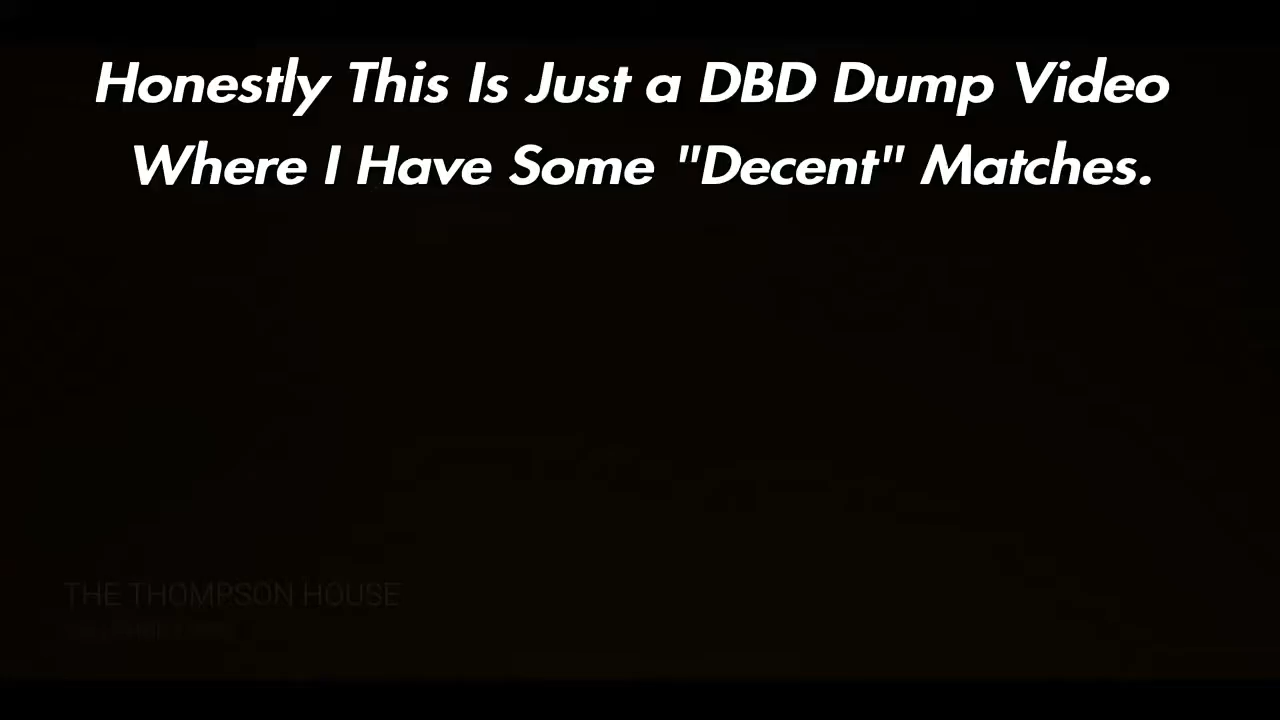 Honestly This Is Just a DBD Dump Video
Where I Have Some "Decent" Matches.
THE THOMPSON HOUSE